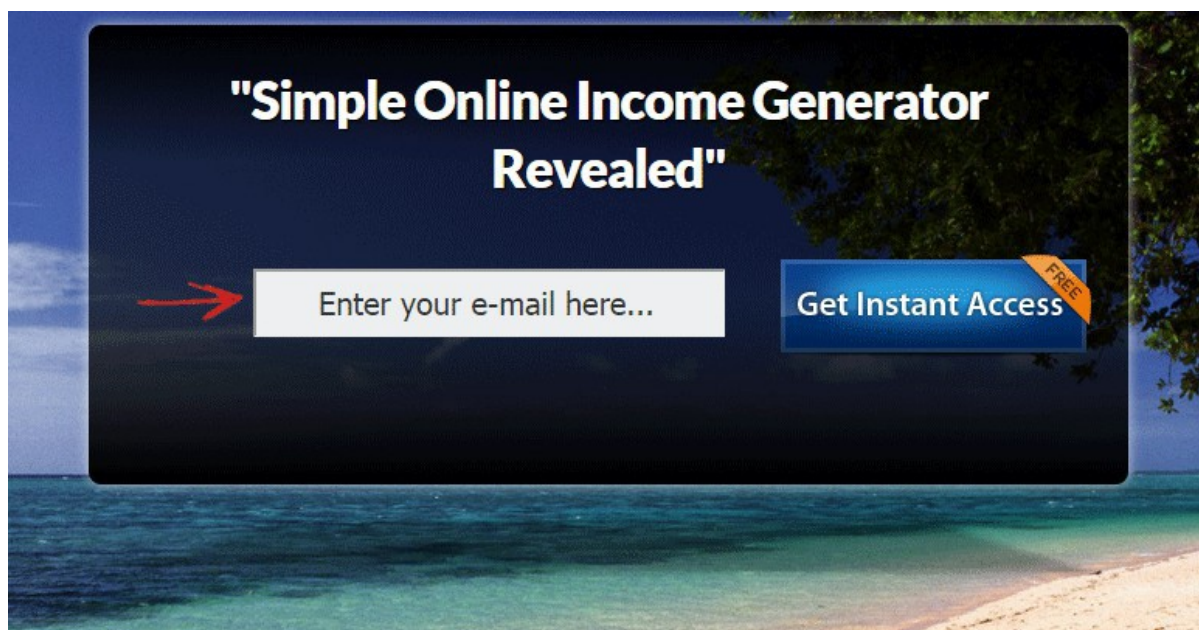 "Simple Online Income Generator
Revealed"
Enter your e-mail here...
Get Instant Access
FREE